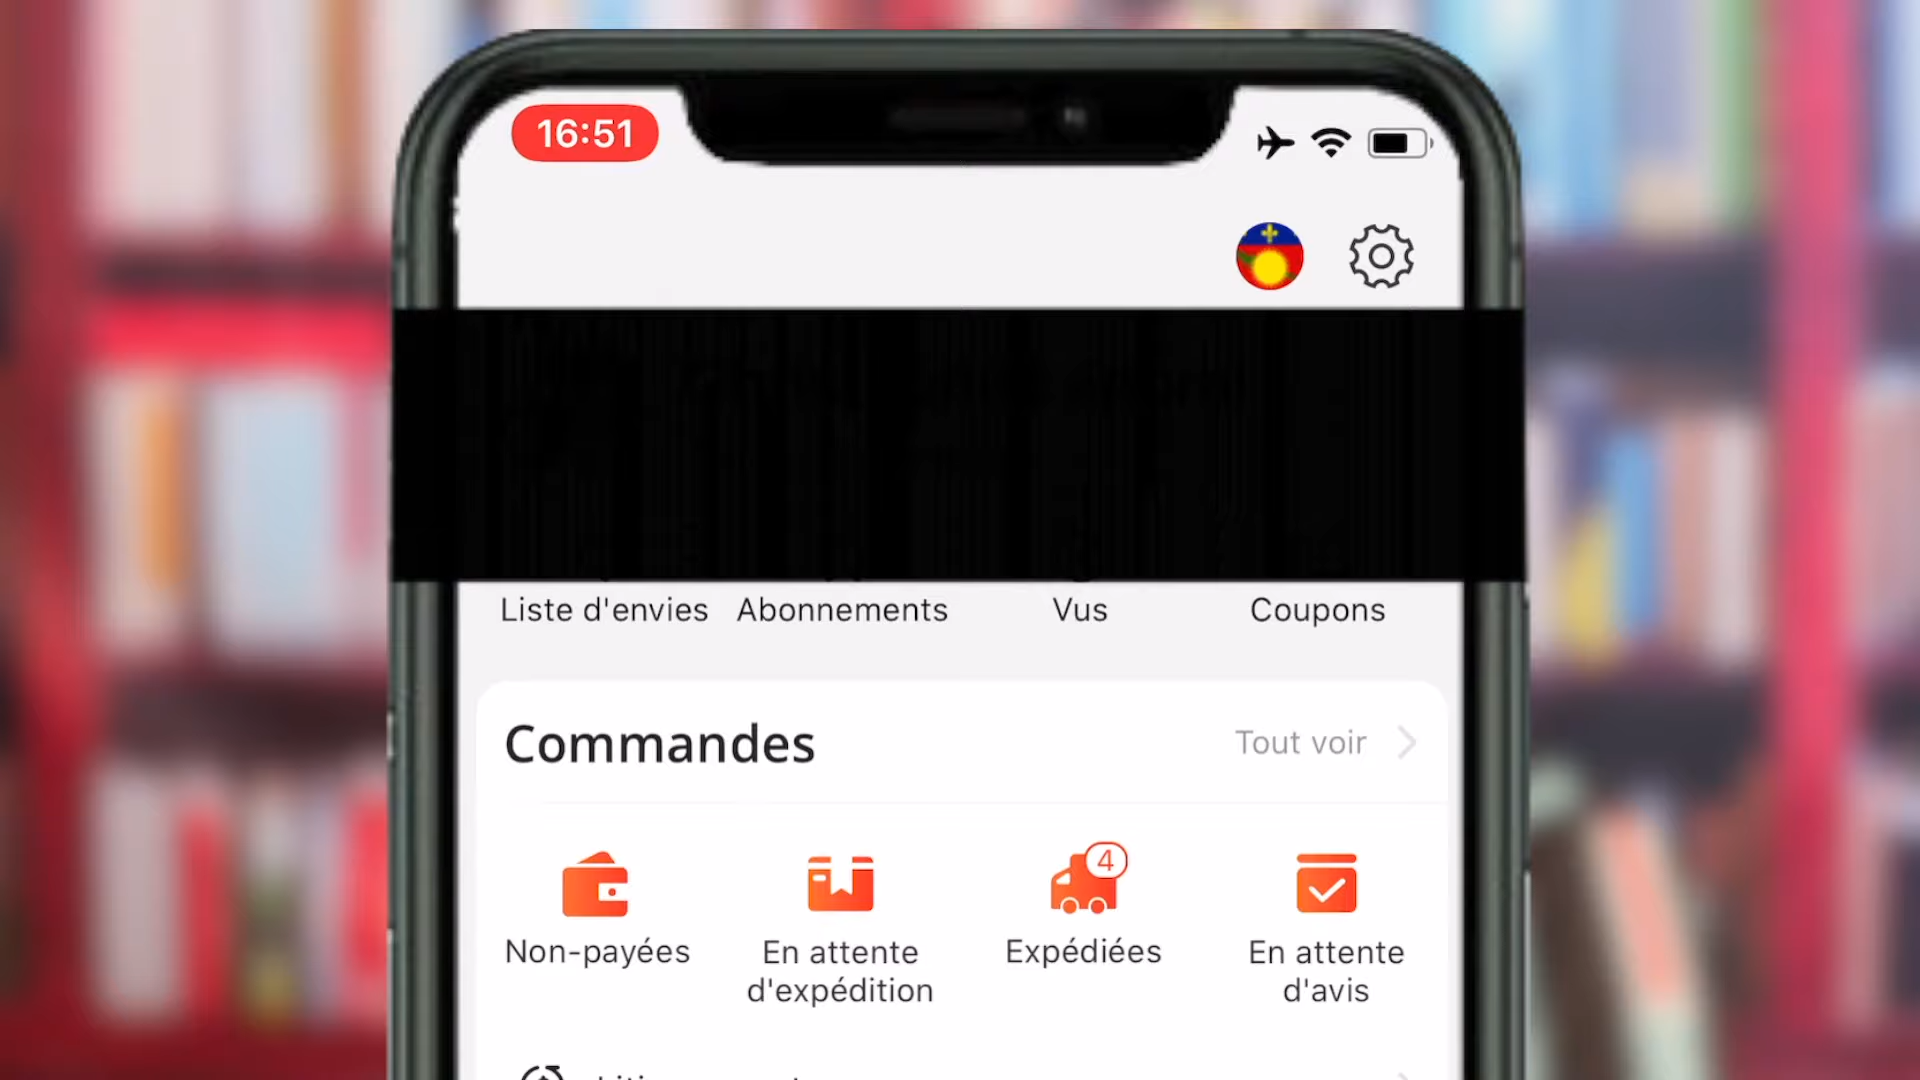 16:51
Liste d'envies Abonnements Vus Coupons
Commandes Tout voir
4
Non-payées En attente d'expédition Expédiées En attente d'avis